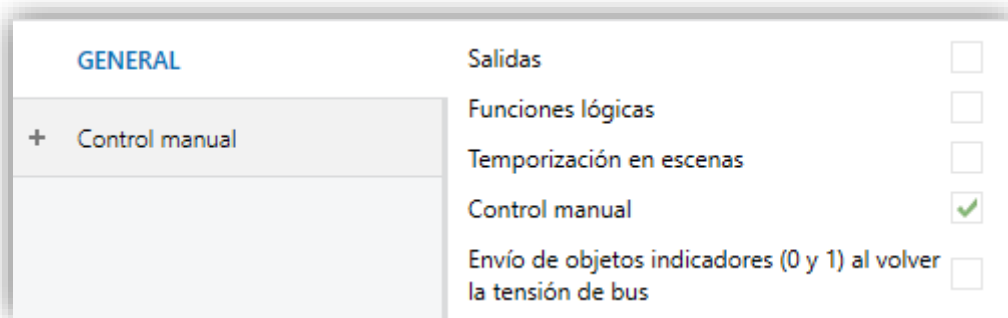 GENERAL
+ Control manual
Salidas
Funciones lógicas
Temporización en escenas
Control manual
Envío de objetos indicadores (0 y 1) al volver
la tensión de bus